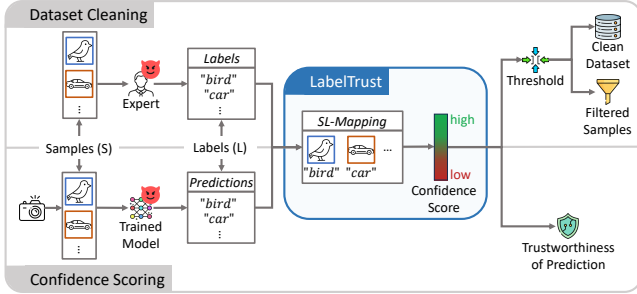 Dataset Cleaning
Labels
"bird"
"car"
⋮
⋮
Expert
Samples (S)
Labels (L)
Predictions
"bird"
"car"
⋮
⋮
Trained
Model
Confidence Scoring
LabelTrust
SL-Mapping
...
"bird" "car"
high
low
Confidence
Score
Threshold
Clean
Dataset
Filtered
Samples
Trustworthiness
of Prediction